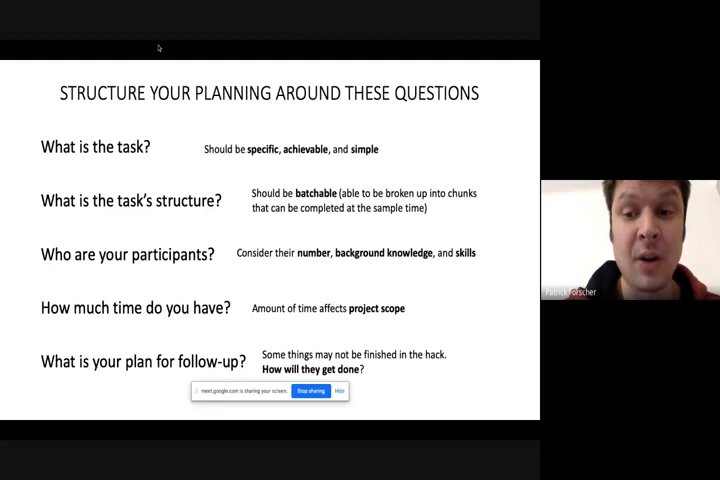 STRUCTURE YOUR PLANNING AROUND THESE QUESTIONS
What is the task?
Should be specific, achievable, and simple
What is the task's structure?
Should be batchable (able to be broken up into chunks
that can be completed at the sample time)
Who are your participants?
Consider their number, background knowledge, and skills
How much time do you have?
Amount of time affects project scope
What is your plan for follow-up?
Some things may not be finished in the hack.
How will they get done?
meet.google.com is sharing your screen.
Stop sharing
Hide
Patrick Forscher